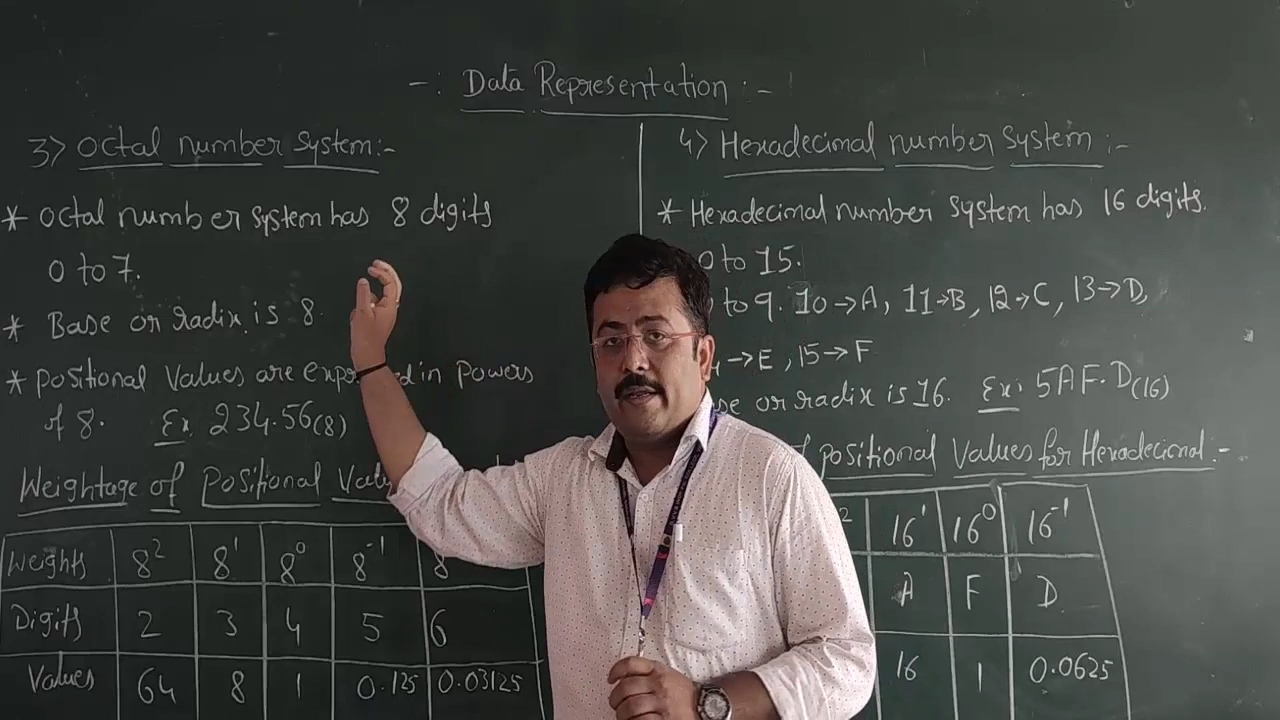 -: Data Representation :-
3> Octal number System:-
* Octal number System has 8 digits
0 to 7.
* Base or radix is 8.
* Positional Values are in Powers
of 8. Ex: 234.56(8)
Weightage of Positional
Weights 8² 8¹ 8⁰ 8⁻¹ 8
Digits 2 3 4 5 6
Values 64 8 1 0.125 0.03125
4> Hexadecimal number System :-
* Hexadecimal number System has 16 digits.
0 to 15.
to 9. 10→A, 11→B, 12→C, 13→D,
→E, 15→F
or radix is 16. Ex: 5AF.D(16)
of Positional Values for Hexadecimal:-
2 16¹ 16⁰ 16⁻¹
A F D
16 1 0.0625